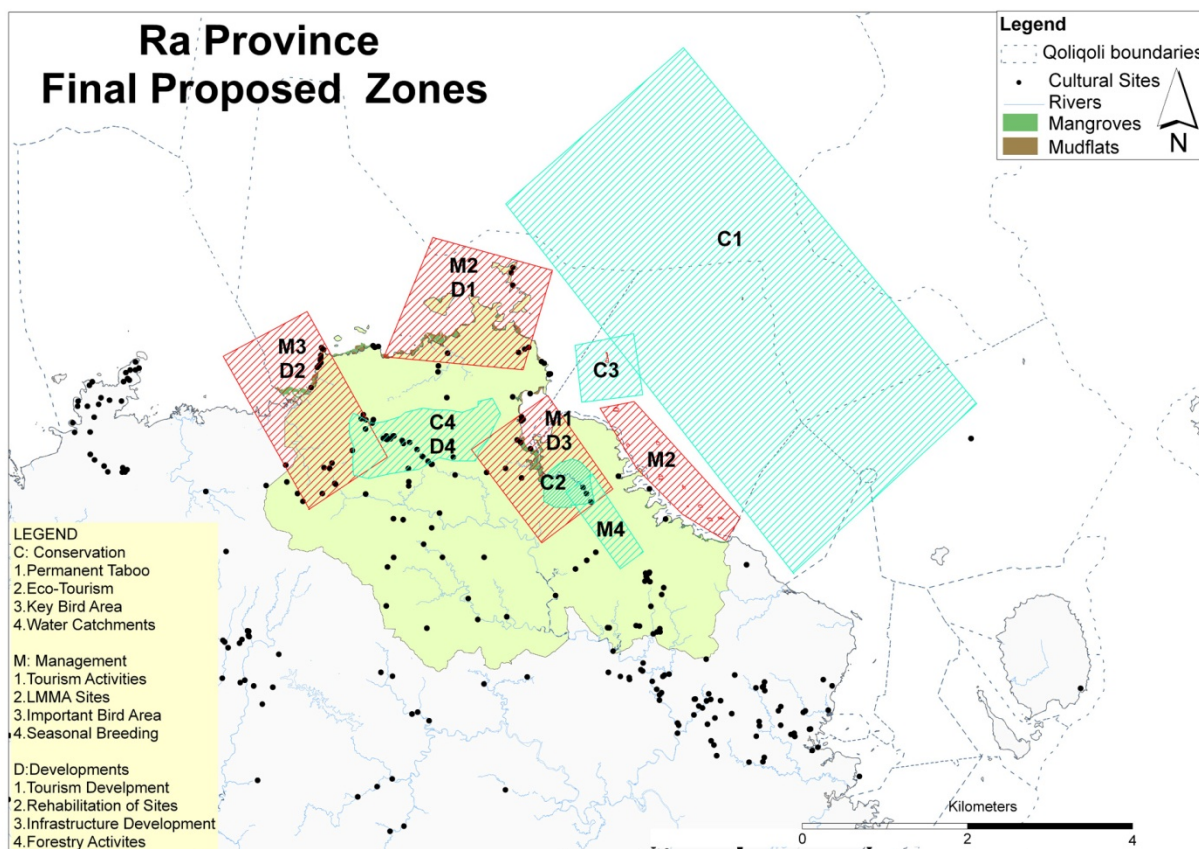 Ra Province
Final Proposed Zones
Legend
Qoliqoli boundaries
Cultural Sites
Rivers
Mangroves
Mudflats
N
C1
M2
D1
M3
D2
C3
C4
D4
M1
D3
M2
C2
M4
LEGEND
C: Conservation
1.Permanent Taboo
2.Eco-Tourism
3.Key Bird Area
4.Water Catchments
M: Management
1.Tourism Activities
2.LMMA Sites
3.Important Bird Area
4.Seasonal Breeding
D:Developments
1.Tourism Develpment
2.Rehabilitation of Sites
3.Infrastructure Development
4.Forestry Activites
Kilometers
0 2 4